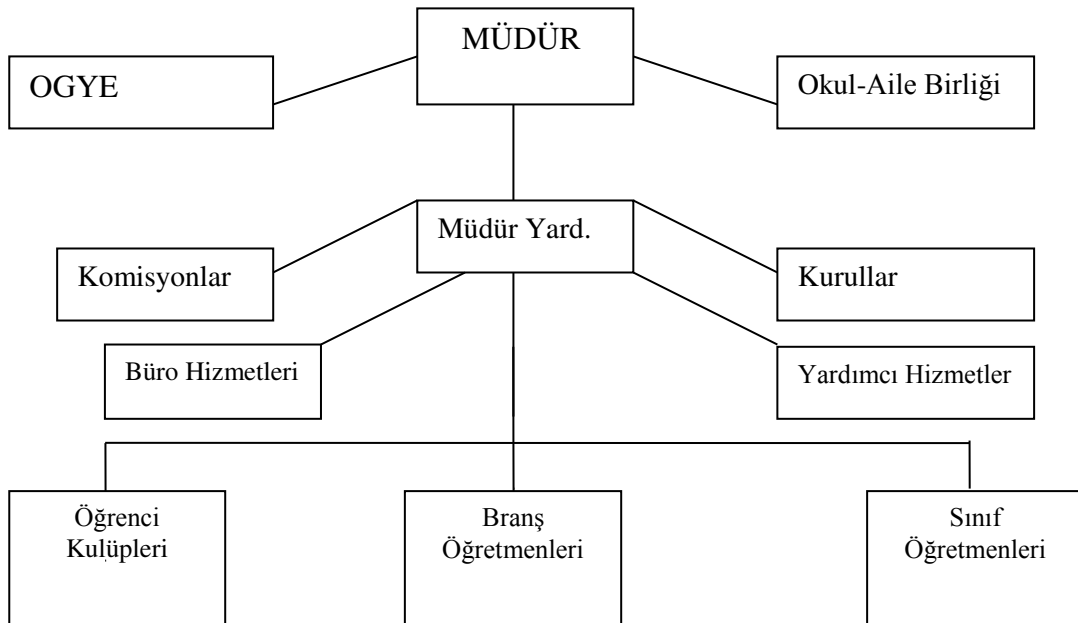 MÜDÜR
OGYE
Okul-Aile Birliği
Müdür Yard.
Komisyonlar
Kurullar
Büro Hizmetleri
Yardımcı Hizmetler
Öğrenci
Kulüpleri
Branş
Öğretmenleri
Sınıf
Öğretmenleri